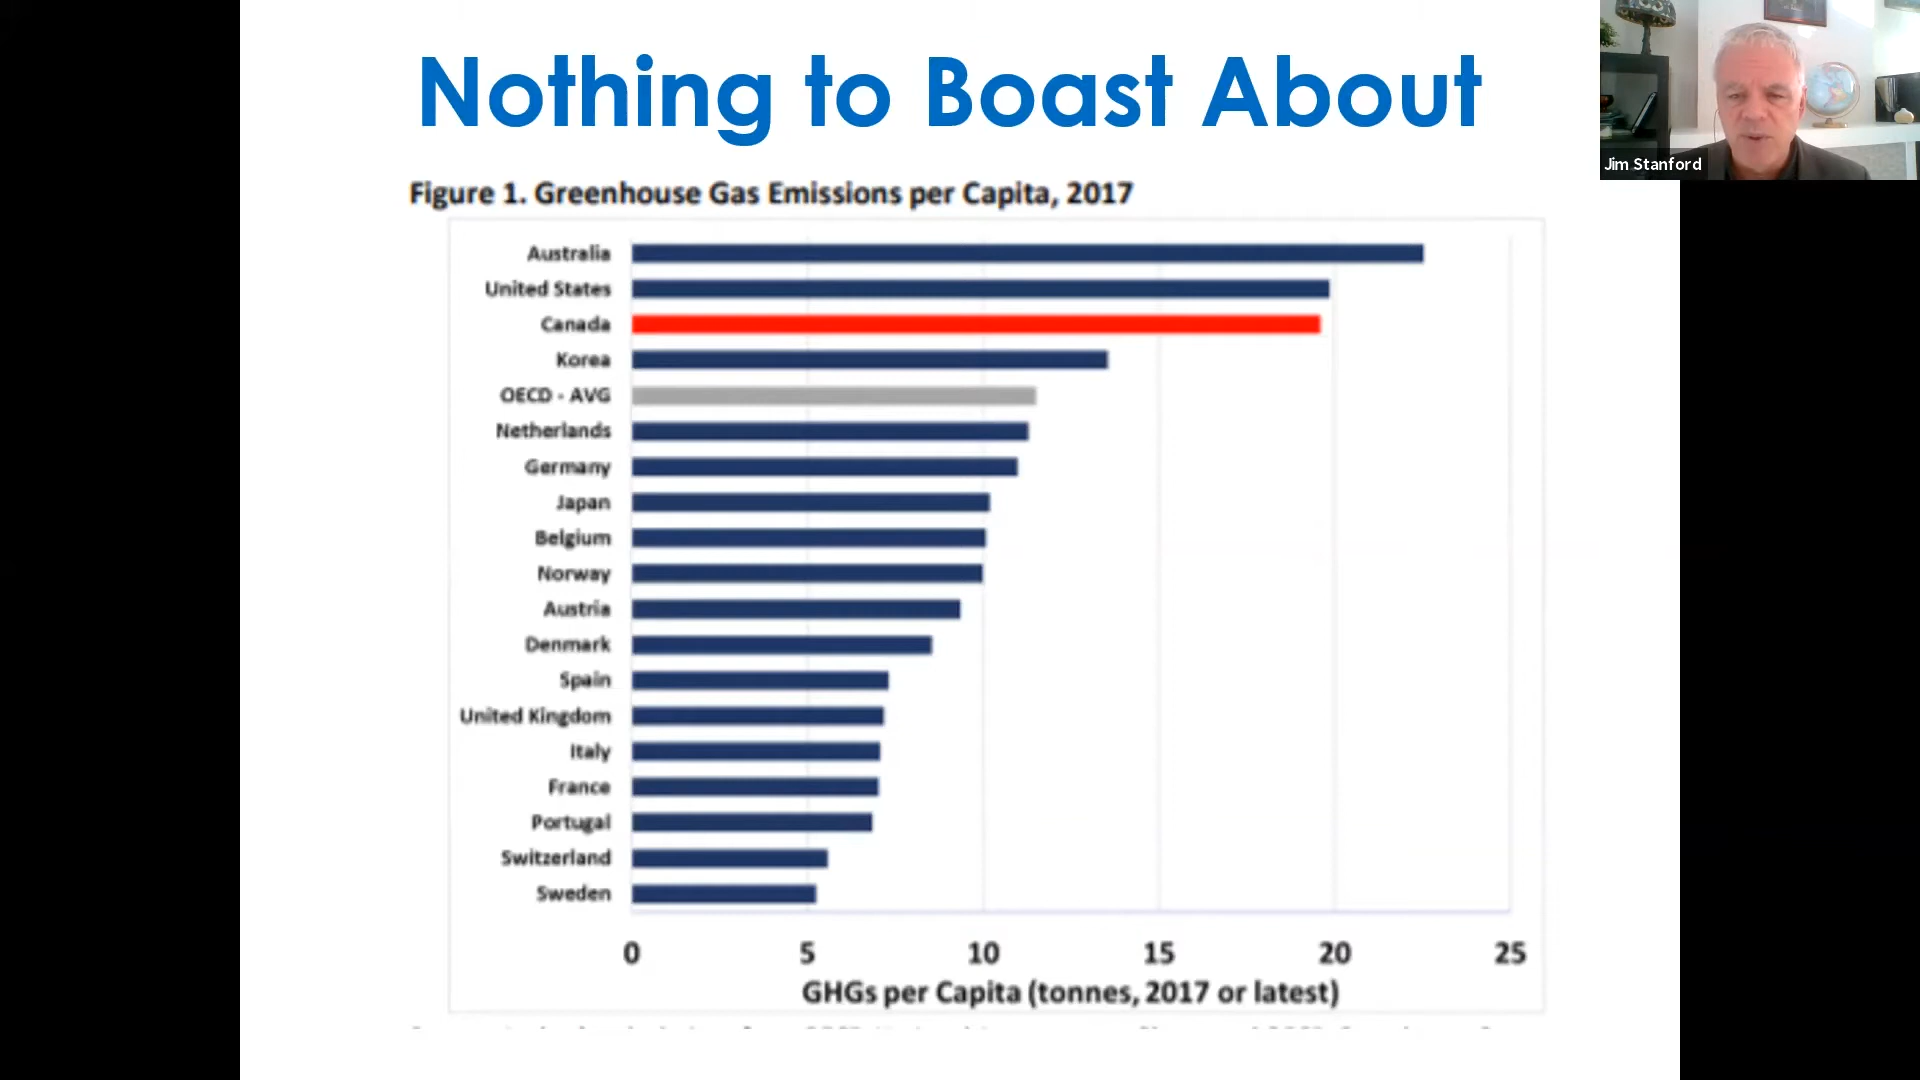 Nothing to Boast About
Jim Stanford
Figure 1. Greenhouse Gas Emissions per Capita, 2017
Australia
United States
Canada
Korea
OECD - AVG
Netherlands
Germany
Japan
Belgium
Norway
Austria
Denmark
Spain
United Kingdom
Italy
France
Portugal
Switzerland
Sweden
0 5 10 15 20 25
GHGs per Capita (tonnes, 2017 or latest)